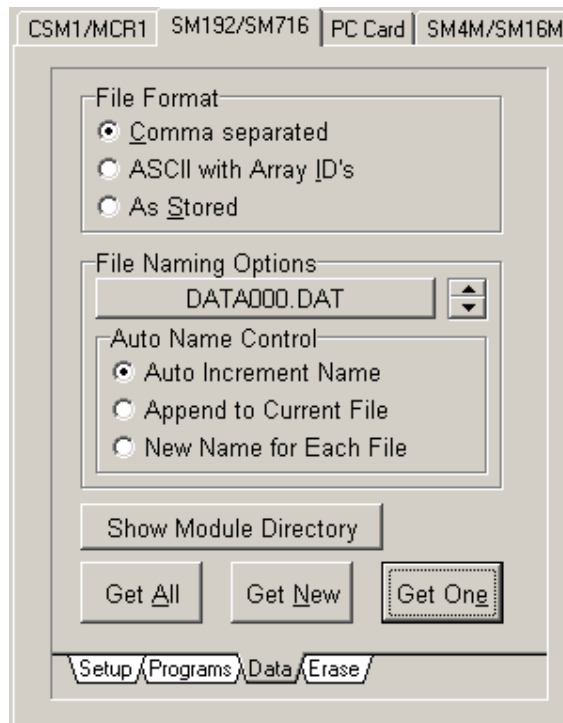 CSM1/MCR1 SM192/SM716 PC Card SM4M/SM16M
File Format
Comma separated
ASCII with Array ID's
As Stored
File Naming Options
DATA000.DAT
Auto Name Control
Auto Increment Name
Append to Current File
New Name for Each File
Show Module Directory
Get All Get New Get One
Setup Programs Data Erase